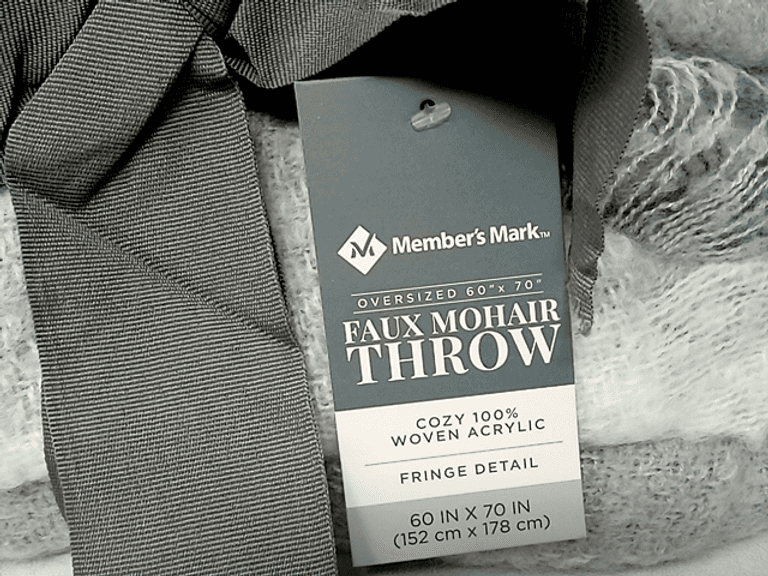 Member's Mark™
OVERSIZED 60" x 70"
FAUX MOHAIR
THROW
COZY 100%
WOVEN ACRYLIC
FRINGE DETAIL
60 IN X 70 IN
(152 cm x 178 cm)